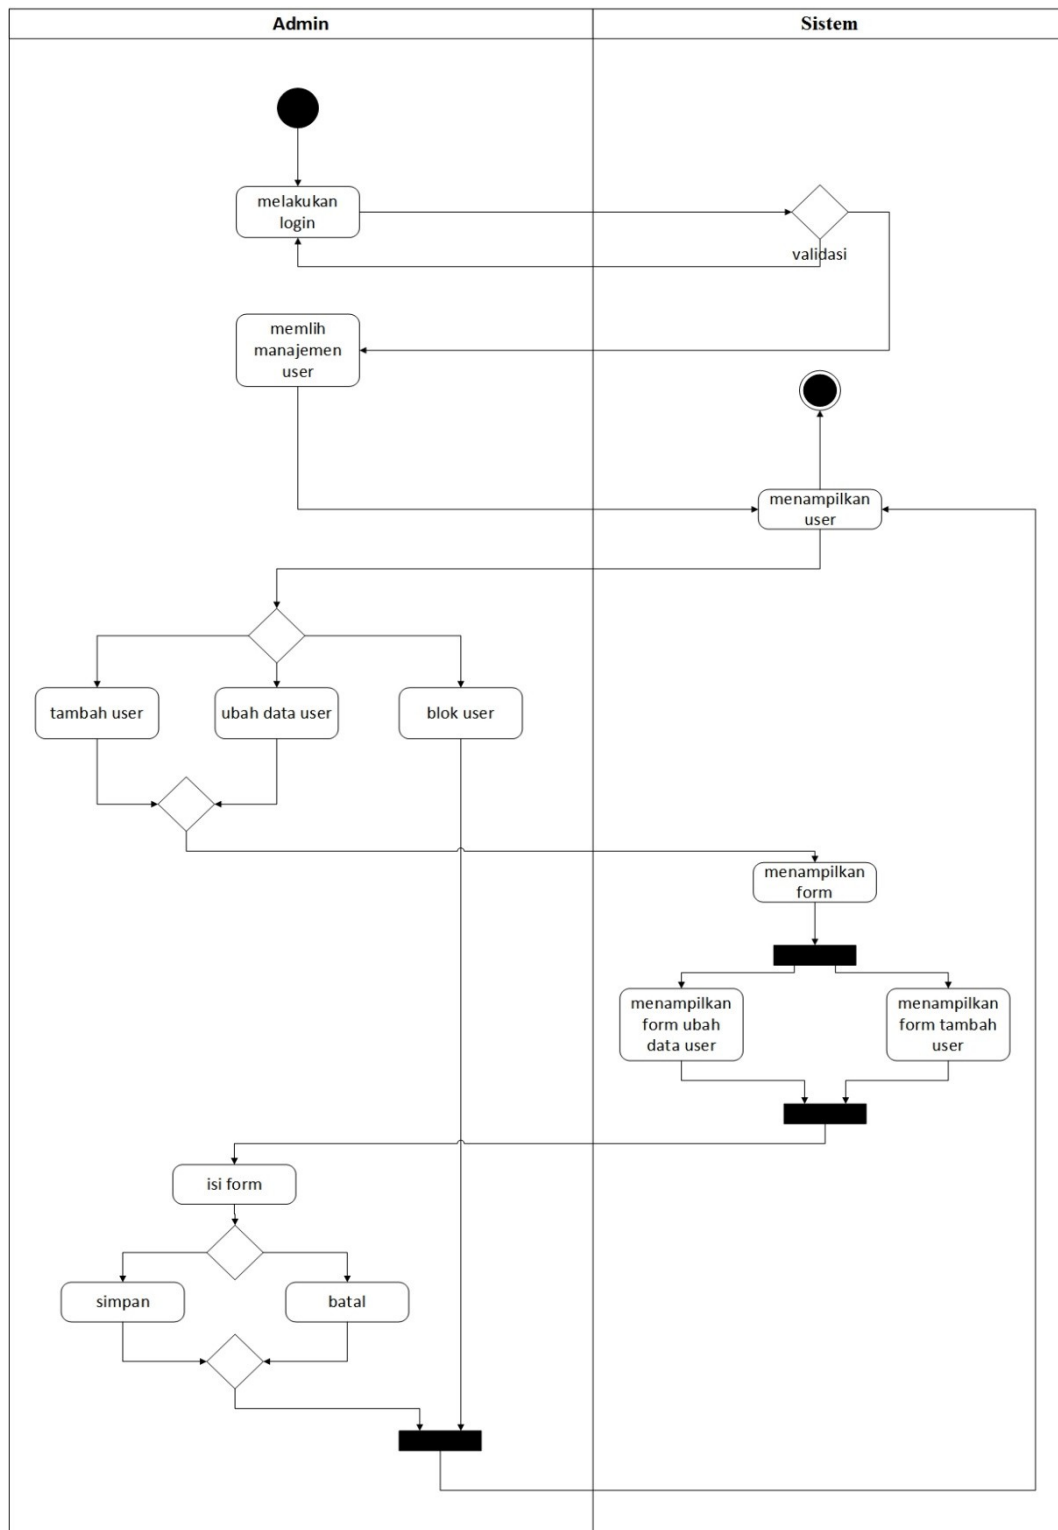 Admin
Sistem
melakukan
login
validasi
memlih
manajemen
user
menampilkan
user
tambah user
ubah data user
blok user
menampilkan
form
menampilkan
form ubah
data user
menampilkan
form tambah
user
isi form
simpan
batal